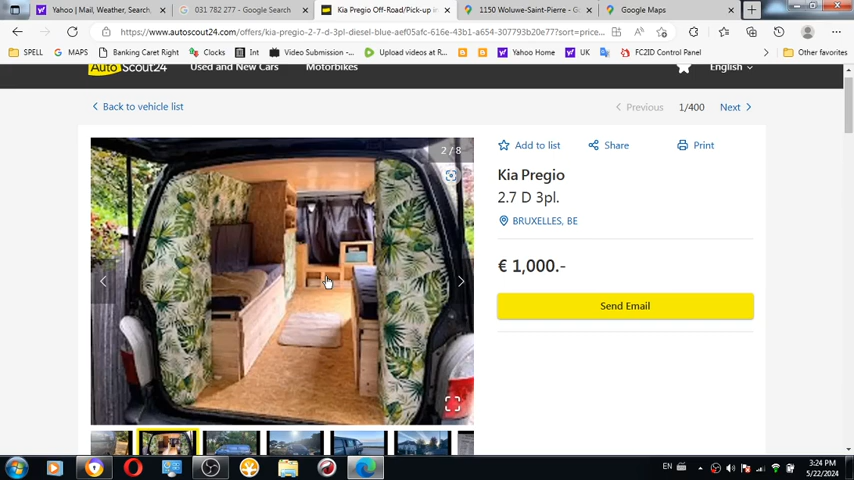 Yahoo | Mail, Weather, Search,
031 782 277 - Google Search
Kia Pregio Off-Road/Pick-up in
1150 Woluwe-Saint-Pierre - G
Google Maps
https://www.autoscout24.com/offers/kia-pregio-2-7-d-3pl-diesel-blue-aef05afc-616e-43b1-a654-307793b20e77?sort=price...
SPELL
MAPS
Banking Caret Right
Clocks
Inbox
Video Submission -...
Upload videos at R...
Yahoo Home
UK
FC2ID Control Panel
Other favorites
AutoScout24
Used and New Cars
Motorbikes
English
Back to vehicle list
Previous
1/400
Next
2 / 8
Add to list
Share
Print
Kia Pregio
2.7 D 3pl.
BRUXELLES, BE
€ 1,000.-
Send Email
EN
3:24 PM
5/22/2024